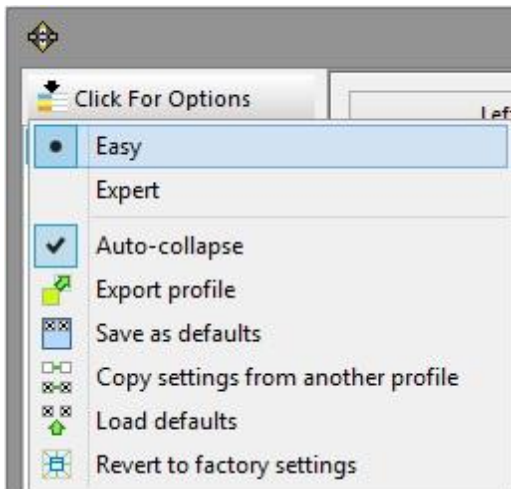 Click For Options
Left
Easy
Expert
Auto-collapse
Export profile
Save as defaults
Copy settings from another profile
Load defaults
Revert to factory settings